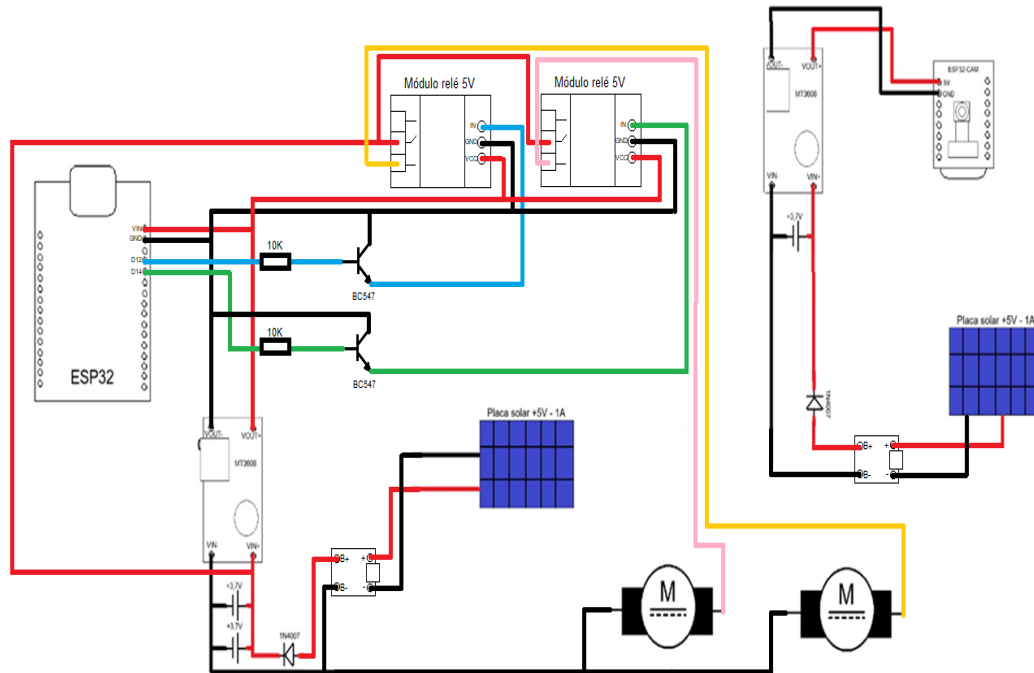 Módulo relé 5V
IN
GND
VCC
Módulo relé 5V
IN
GND
VCC
VOUT-
VOUT+
MT3608
VIN-
VIN+
ESP32-CAM
5V
GND
VIN
GND
D12
D14
ESP32
10K
BC547
10K
BC547
+3,7V
1N4007
Placa solar +5V - 1A
B+
+
B-
-
VOUT-
VOUT+
MT3608
VIN-
VIN+
Placa solar +5V - 1A
B+
+
B-
-
+3,7V
+3,7V
1N4007
M
M